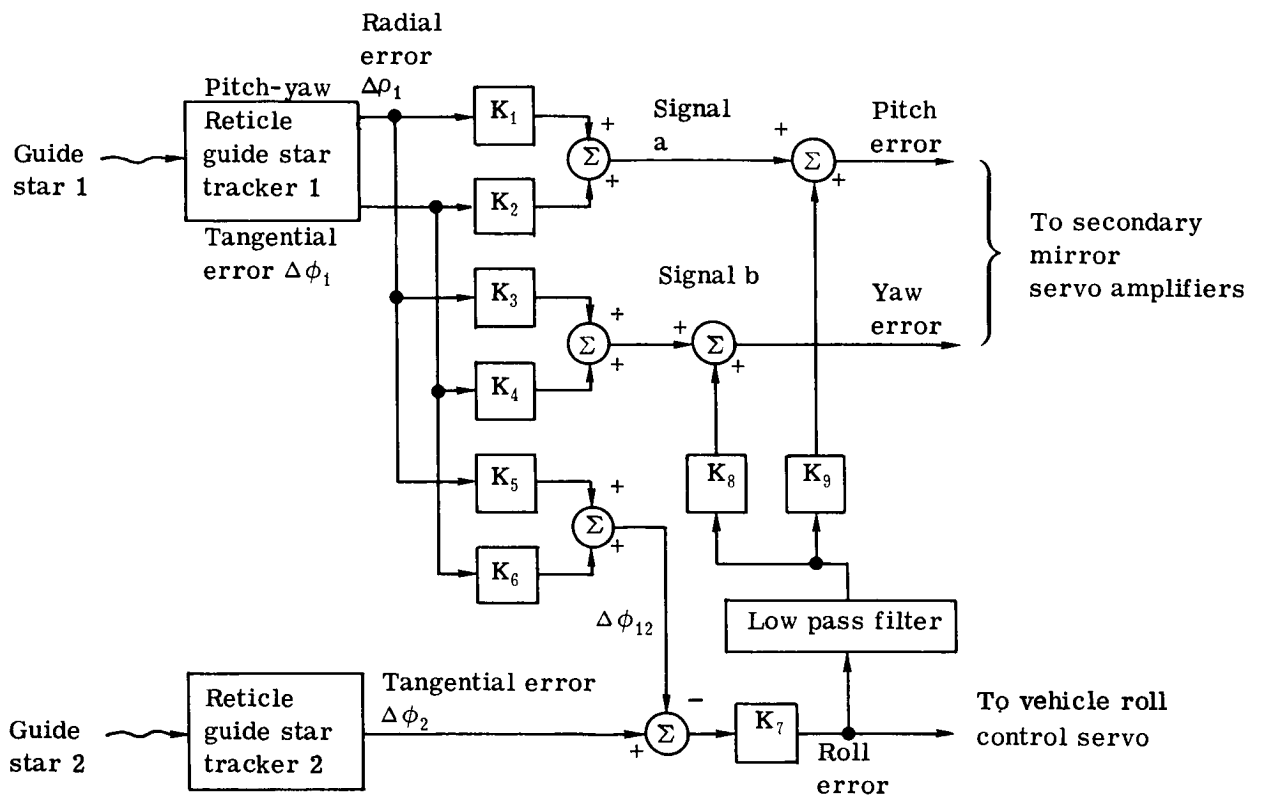 Radial
error
Δρ1
Pitch-yaw
Reticle
guide star
tracker 1
Guide
star 1
Tangential
error Δϕ1
K1
K2
K3
K4
K5
K6
+
Σ
+
+
Σ
+
+
Σ
+
Signal
a
+
Σ
+
Pitch
error
Signal b
+
Σ
+
Yaw
error
To secondary
mirror
servo amplifiers
K8
K9
Low pass filter
Δϕ12
Guide
star 2
Reticle
guide star
tracker 2
Tangential error
Δϕ2
−
Σ
+
K7
Roll
error
To vehicle roll
control servo